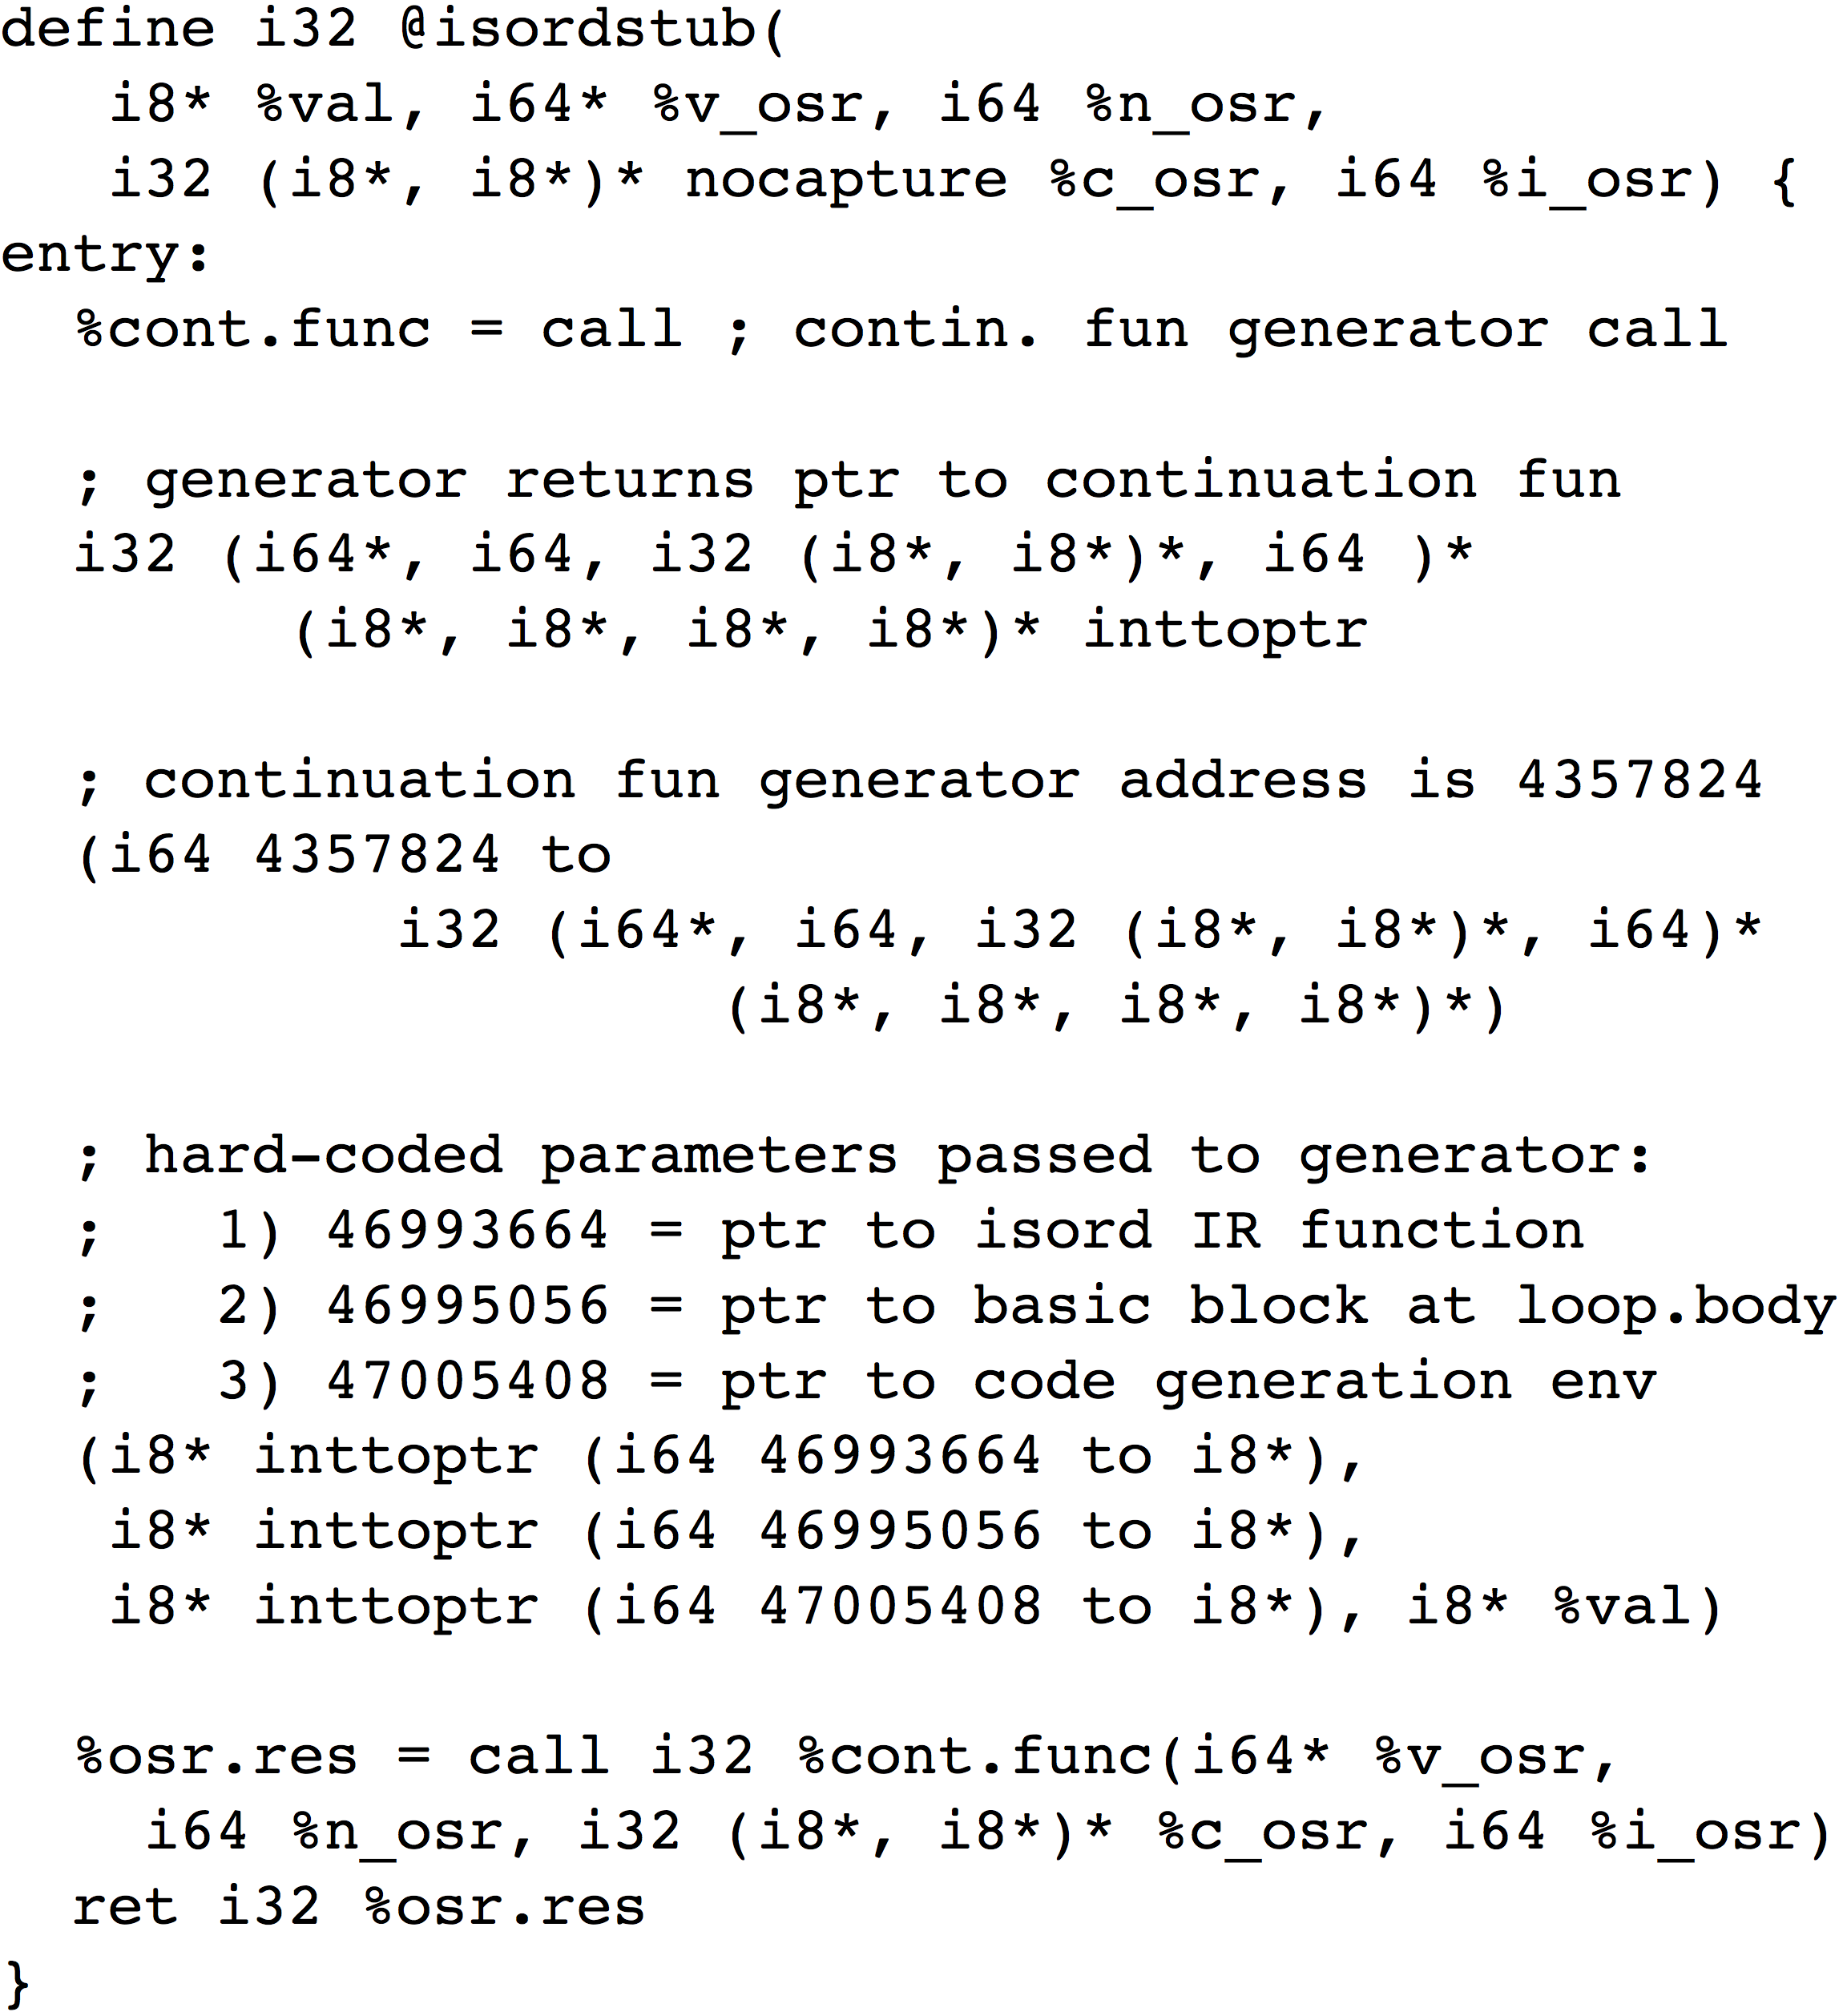 define i32 @isordstub(
i8* %val, i64* %v_osr, i64 %n_osr,
i32 (i8*, i8*)* nocapture %c_osr, i64 %i_osr) {
entry:
%cont.func = call ; contin. fun generator call
; generator returns ptr to continuation fun
i32 (i64*, i64, i32 (i8*, i8*)*, i64 )*
(i8*, i8*, i8*, i8*)* inttoptr
; continuation fun generator address is 4357824
(i64 4357824 to
i32 (i64*, i64, i32 (i8*, i8*)*, i64)*
(i8*, i8*, i8*, i8*)*)
; hard-coded parameters passed to generator:
; 1) 46993664 = ptr to isord IR function
; 2) 46995056 = ptr to basic block at loop.body
; 3) 47005408 = ptr to code generation env
(i8* inttoptr (i64 46993664 to i8*),
i8* inttoptr (i64 46995056 to i8*),
i8* inttoptr (i64 47005408 to i8*), i8* %val)
%osr.res = call i32 %cont.func(i64* %v_osr,
i64 %n_osr, i32 (i8*, i8*)* %c_osr, i64 %i_osr)
ret i32 %osr.res
}